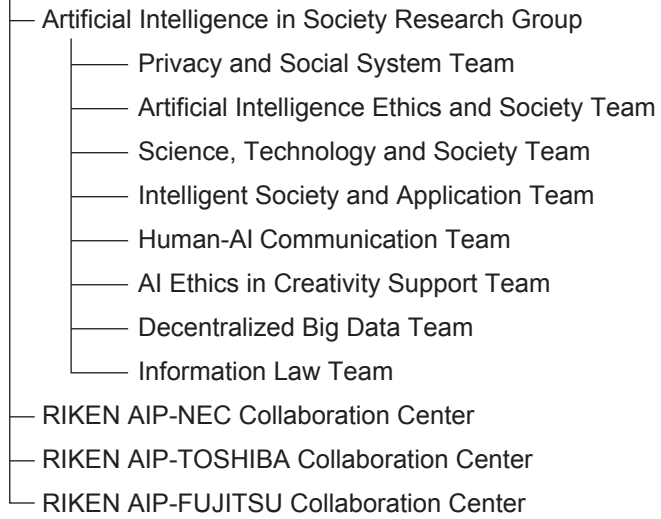 Artificial Intelligence in Society Research Group
Privacy and Social System Team
Artificial Intelligence Ethics and Society Team
Science, Technology and Society Team
Intelligent Society and Application Team
Human-AI Communication Team
AI Ethics in Creativity Support Team
Decentralized Big Data Team
Information Law Team
RIKEN AIP-NEC Collaboration Center
RIKEN AIP-TOSHIBA Collaboration Center
RIKEN AIP-FUJITSU Collaboration Center